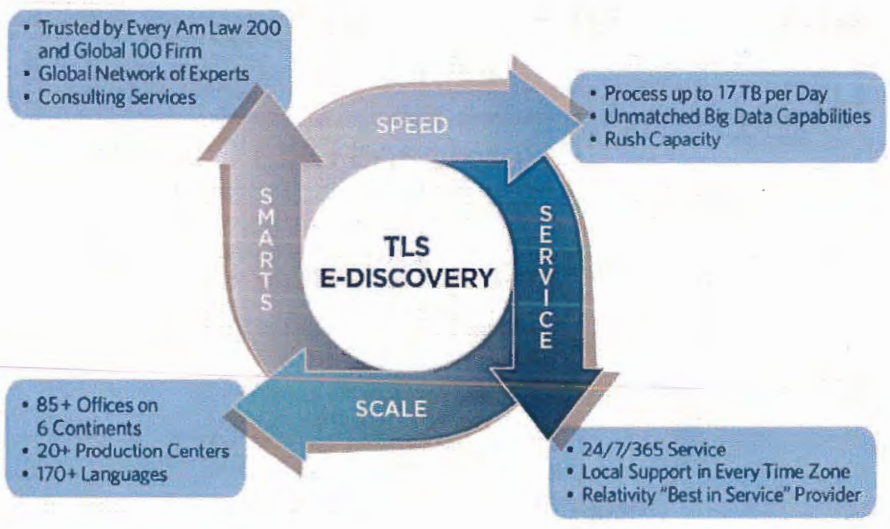 • Trusted by Every Am Law 200
and Global 100 Firm
• Global Network of Experts
• Consulting Services
SPEED
• Process up to 17 TB per Day
• Unmatched Big Data Capabilities
• Rush Capacity
SMARTS
TLS
E-DISCOVERY
SERVICE
• 85+ Offices on
6 Continents
• 20+ Production Centers
• 170+ Languages
SCALE
• 24/7/365 Service
• Local Support in Every Time Zone
• Relativity "Best in Service" Provider